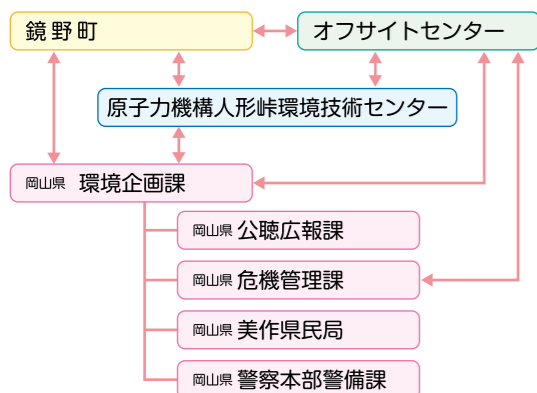 鏡野町
オフサイトセンター
原子力機構人形峠環境技術センター
岡山県 環境企画課
岡山県 公聴広報課
岡山県 危機管理課
岡山県 美作県民局
岡山県 警察本部警備課